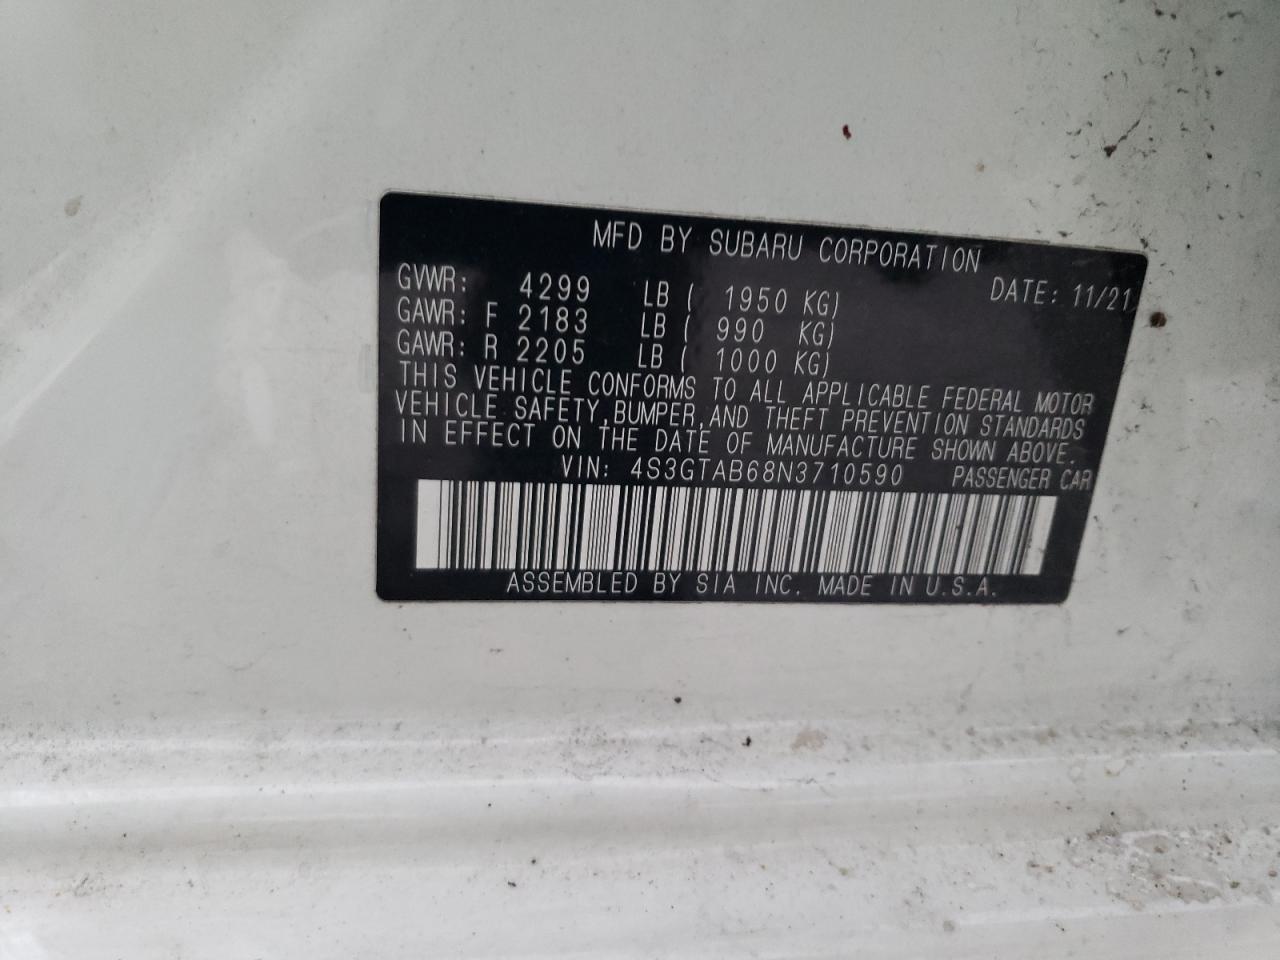 MFD BY SUBARU CORPORATION
DATE: 11/21
GVWR: 4299 LB ( 1950 KG)
GAWR: F 2183 LB ( 990 KG)
GAWR: R 2205 LB ( 1000 KG)
THIS VEHICLE CONFORMS TO ALL APPLICABLE FEDERAL MOTOR
VEHICLE SAFETY,BUMPER,AND THEFT PREVENTION STANDARDS
IN EFFECT ON THE DATE OF MANUFACTURE SHOWN ABOVE.
VIN: 4S3GTAB68N3710590 PASSENGER CAR
ASSEMBLED BY SIA INC. MADE IN U.S.A.